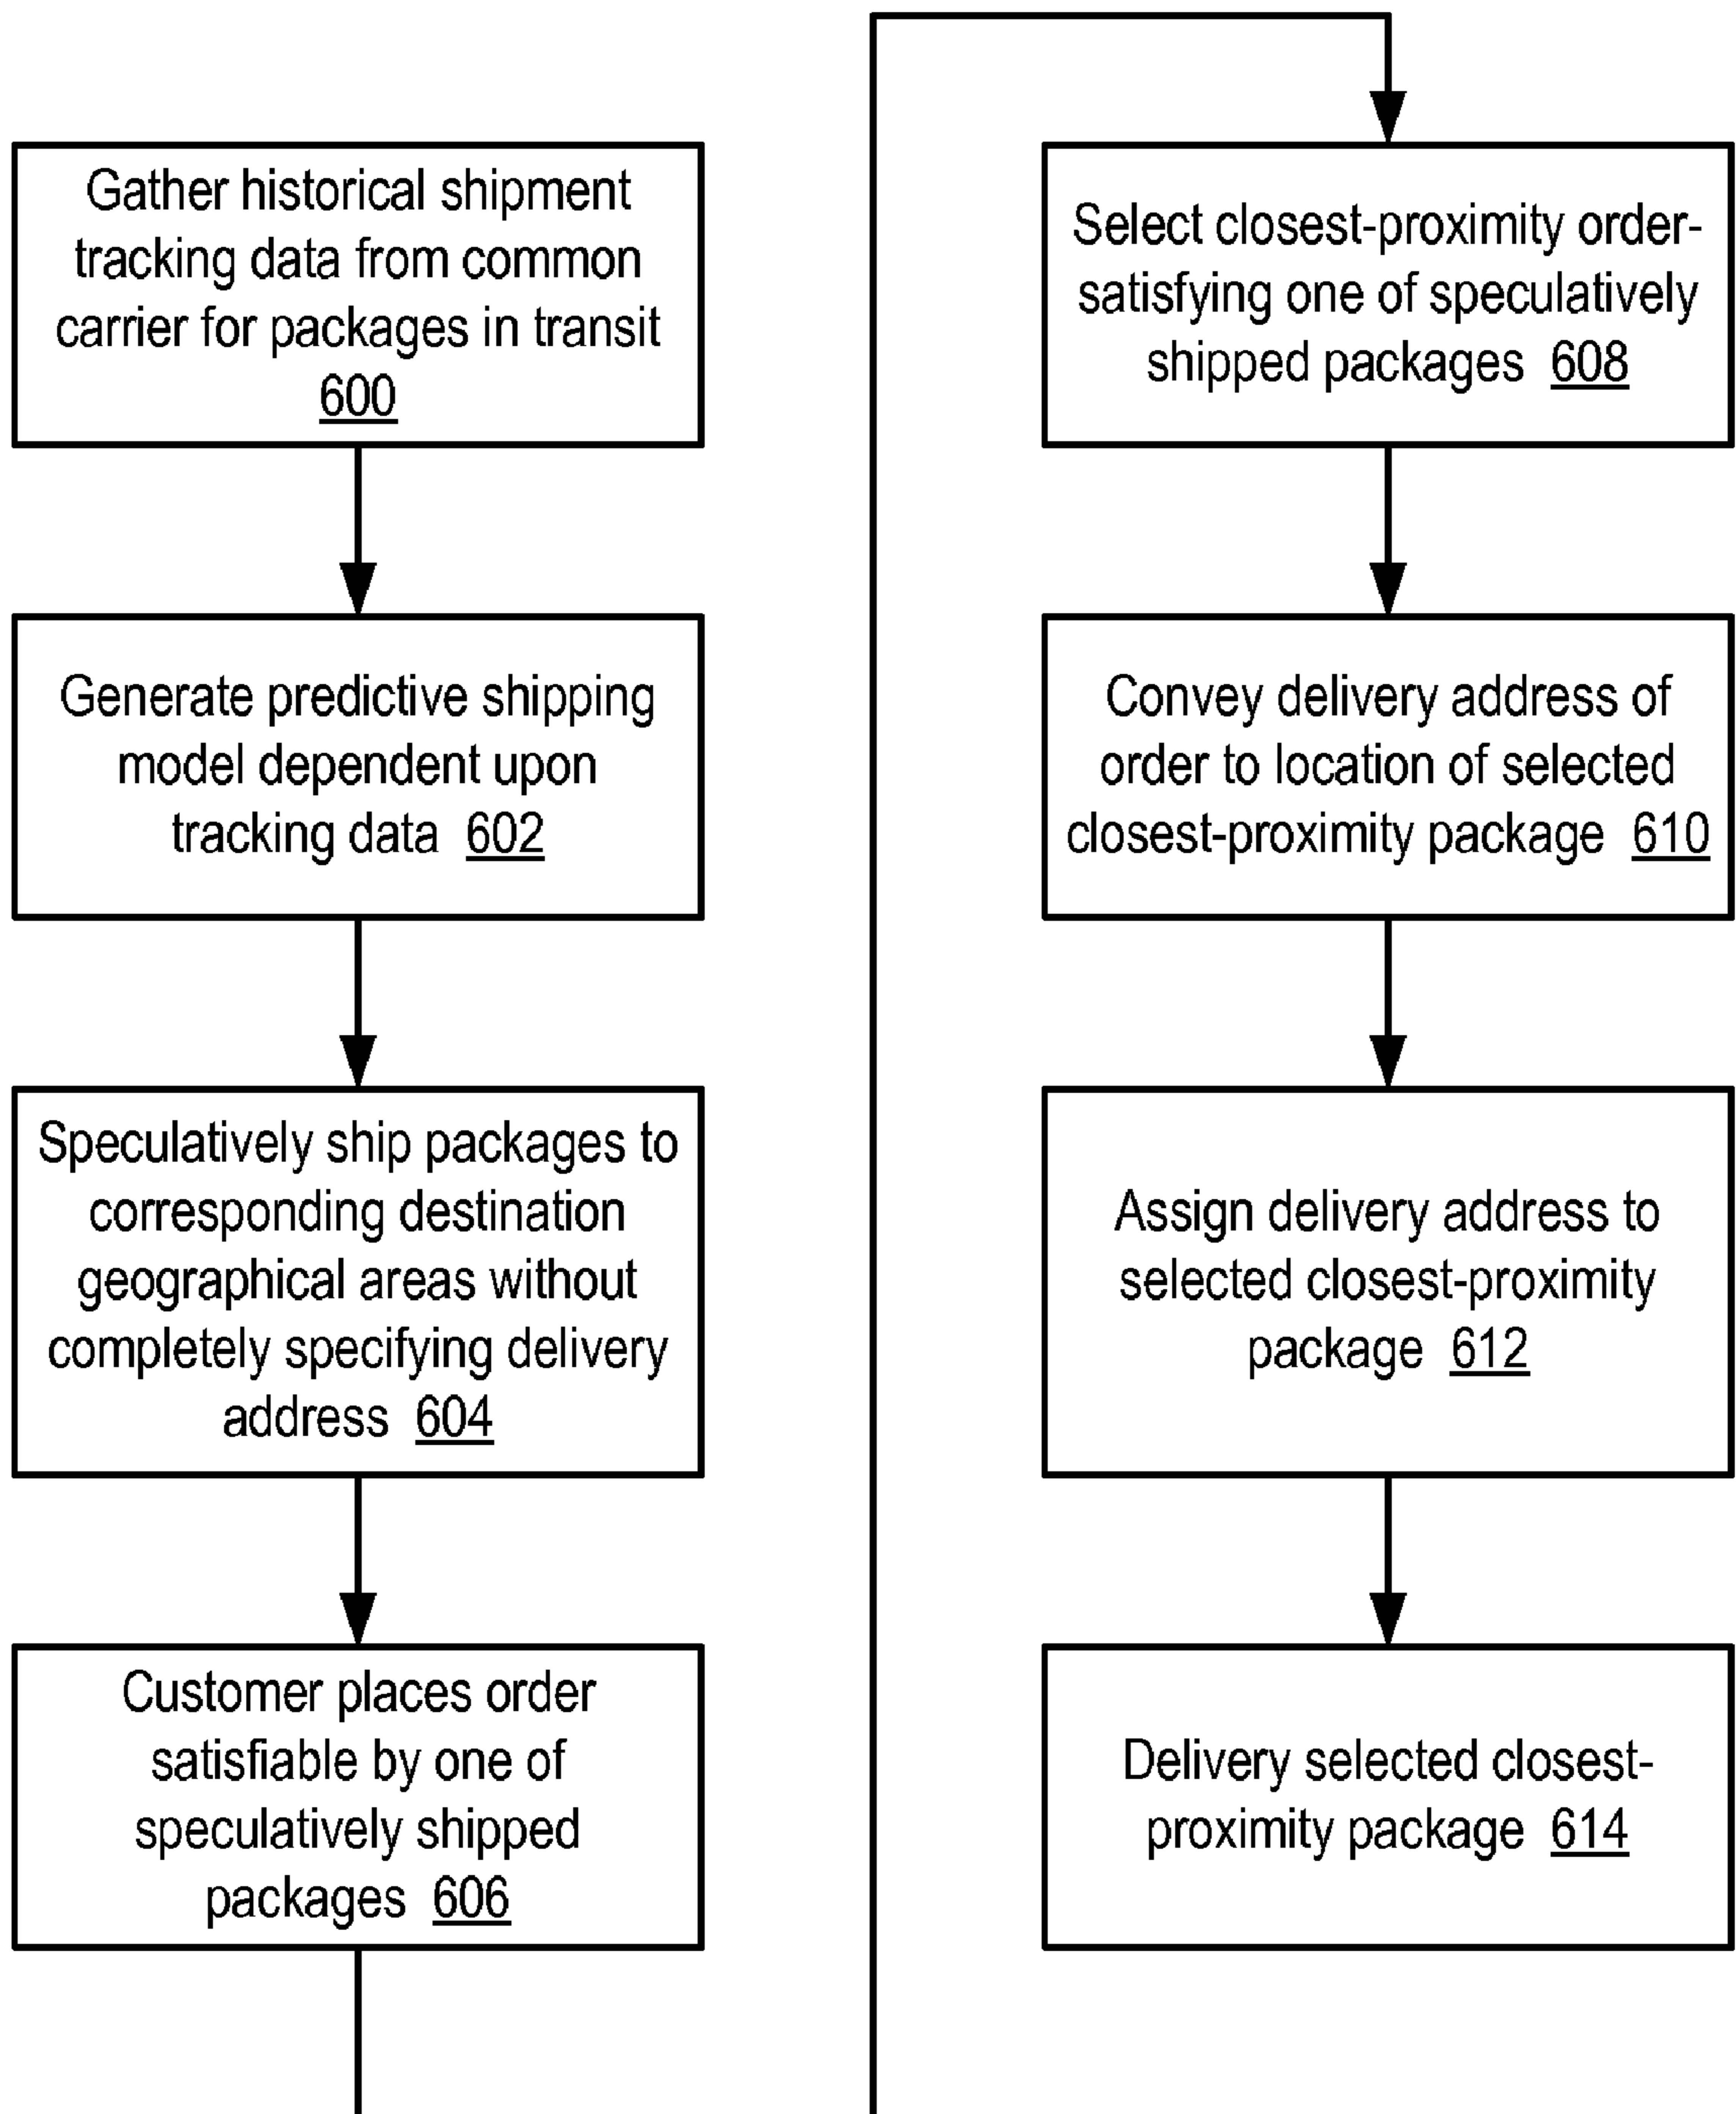 Gather historical shipment
tracking data from common
carrier for packages in transit
600
Generate predictive shipping
model dependent upon
tracking data 602
Speculatively ship packages to
corresponding destination
geographical areas without
completely specifying delivery
address 604
Customer places order
satisfiable by one of
speculatively shipped
packages 606
Select closest-proximity order-
satisfying one of speculatively
shipped packages 608
Convey delivery address of
order to location of selected
closest-proximity package 610
Assign delivery address to
selected closest-proximity
package 612
Delivery selected closest-
proximity package 614